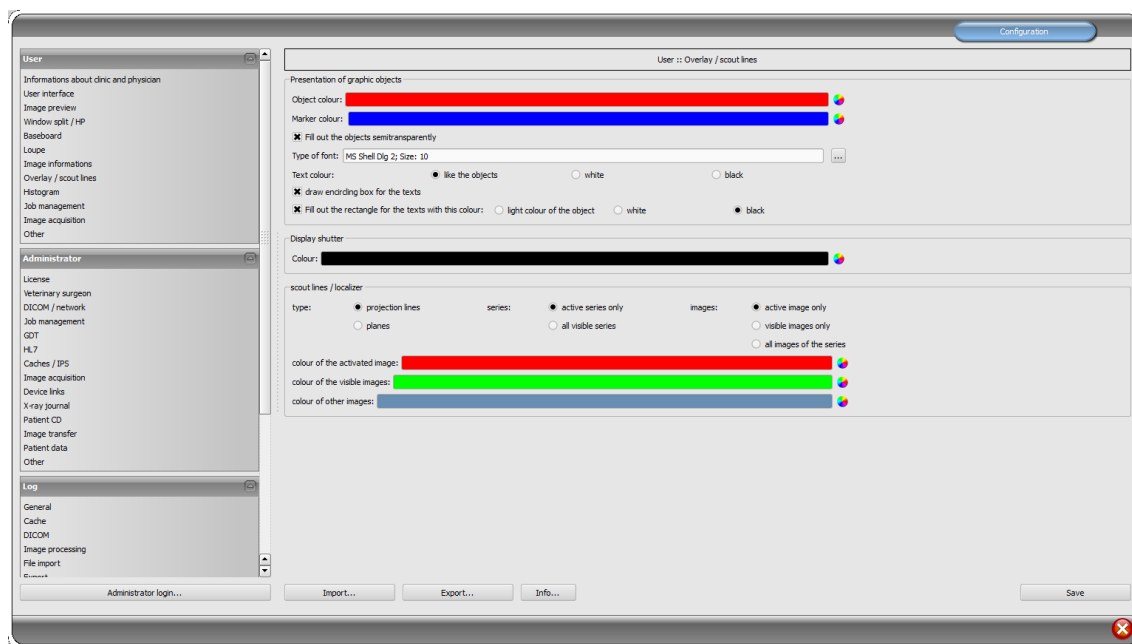 Configuration
User
Informations about clinic and physician
User interface
Image preview
Window split / HP
Baseboard
Loupe
Image informations
Overlay / scout lines
Histogram
Job management
Image acquisition
Other
Administrator
License
Veterinary surgeon
DICOM / network
Job management
GDT
HL7
Caches / IPS
Image acquisition
Device links
X-ray journal
Patient CD
Image transfer
Patient data
Other
Log
General
Cache
DICOM
Image processing
File import
Export
Administrator login...
User :: Overlay / scout lines
Presentation of graphic objects
Object colour:
Marker colour:
Fill out the objects semitransparently
Type of font: MS Shell Dlg 2; Size: 10 ...
Text colour: like the objects white black
draw encirding box for the texts
Fill out the rectangle for the texts with this colour: light colour of the object white black
Display shutter
Colour:
scout lines / localizer
type: projection lines series: active series only images: active image only
planes all visible series visible images only
all images of the series
colour of the activated image:
colour of the visible images:
colour of other images:
Import... Export... Info... Save